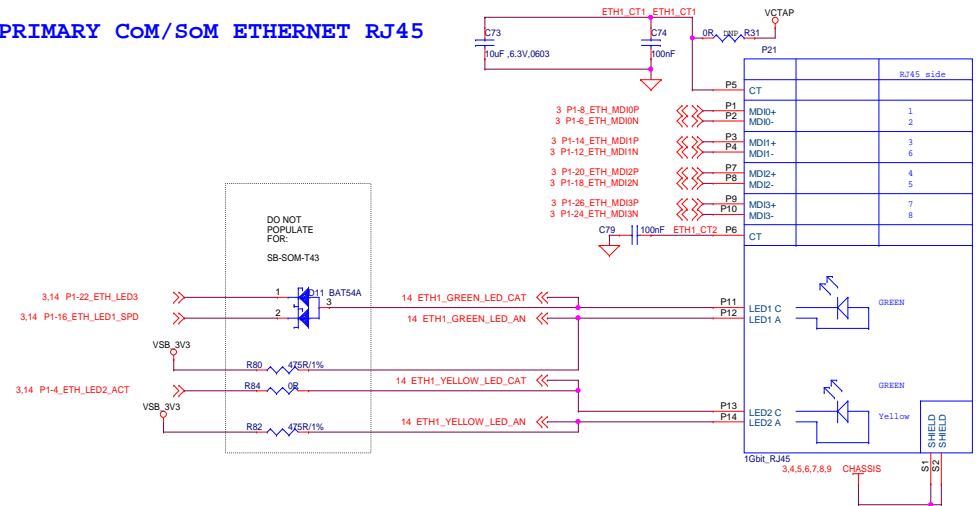 PRIMARY CoM/SoM ETHERNET RJ45
ETH1_CT1 ETH1_CT1
VCTAP
C73
10uF ,6.3V,0603
C74
100nF
0R DNP R31
P21
RJ45 side
P5 CT
3 P1-8_ETH_MDI0P P1 MDI0+ 1
3 P1-6_ETH_MDI0N P2 MDI0- 2
3 P1-14_ETH_MDI1P P3 MDI1+ 3
3 P1-12_ETH_MDI1N P4 MDI1- 6
3 P1-20_ETH_MDI2P P7 MDI2+ 4
3 P1-18_ETH_MDI2N P8 MDI2- 5
3 P1-26_ETH_MDI3P P9 MDI3+ 7
3 P1-24_ETH_MDI3N P10 MDI3- 8
C79 100nF ETH1_CT2 P6 CT
DO NOT
POPULATE
FOR:
SB-SOM-T43
3,14 P1-22_ETH_LED3 1 D11 BAT54A
3
14 ETH1_GREEN_LED_CAT P11 LED1 C GREEN
3,14 P1-16_ETH_LED1_SPD 2
14 ETH1_GREEN_LED_AN P12 LED1 A
VSB_3V3
R80 475R/1%
3,14 P1-4_ETH_LED2_ACT R84 0R
14 ETH1_YELLOW_LED_CAT GREEN
VSB_3V3
P13 LED2 C Yellow
R82 475R/1%
14 ETH1_YELLOW_LED_AN P14 LED2 A
SHIELD
SHIELD
1Gbit_RJ45
S1
S2
3,4,5,6,7,8,9 CHASSIS